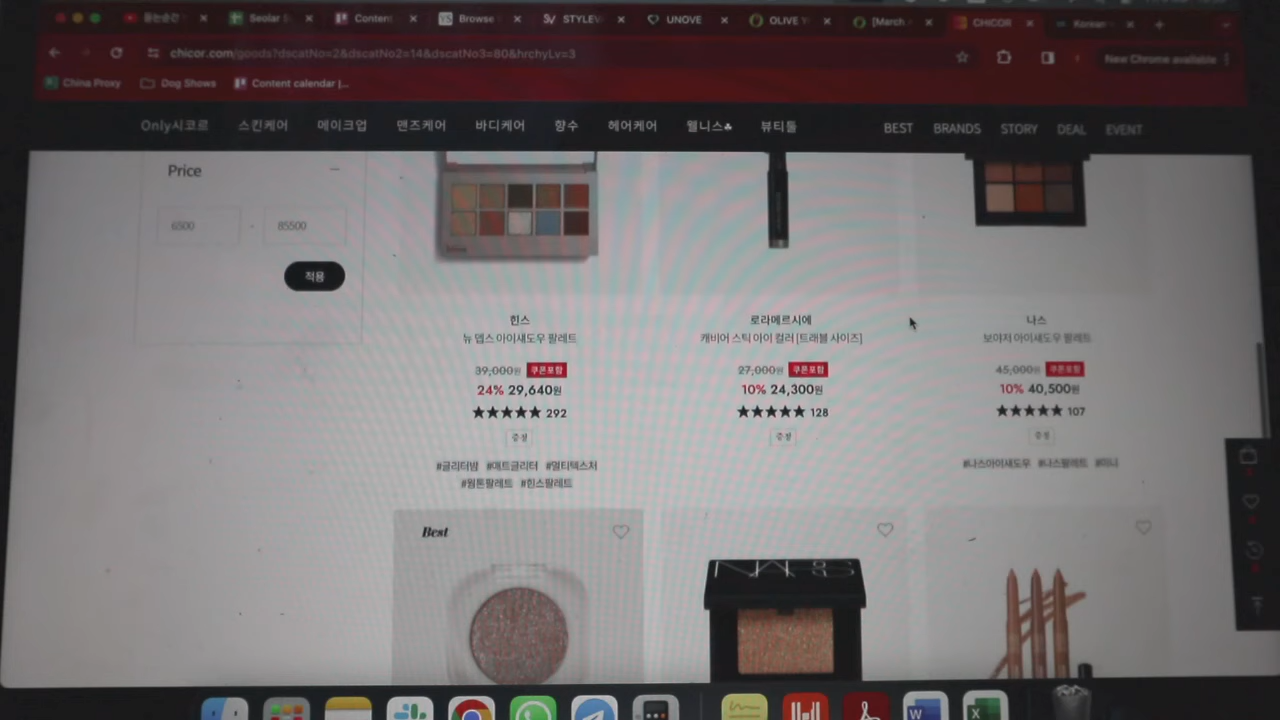 Seolar
Content
Browse
STYLEV
UNOVE
OLIVE Y
[March
CHICOR
Korean
chicor.com/goods?dscatNo=2&dscatNo2=14&dscatNo3=80&hrchyLv=3
New Chrome available
China Proxy
Dog Shows
Content calendar |...
Only시코르 스킨케어 메이크업 맨즈케어 바디케어 향수 헤어케어 웰니스♣ 뷰티툴 BEST BRANDS STORY DEAL EVENT
Price
6500 - 85500
적용
힌스
뉴 뎁스 아이섀도우 팔레트
39,000원 쿠폰포함
24% 29,640원
★★★★★ 292
증정
#글리터밤 #매트글리터 #멀티텍스처
#웜톤팔레트 #힌스팔레트
로라메르시에
캐비어 스틱 아이 컬러 [트래블 사이즈]
27,000원 쿠폰포함
10% 24,300원
★★★★★ 128
증정
나스
보야저 아이섀도우 팔레트
45,000원 쿠폰포함
10% 40,500원
★★★★★ 107
증정
#나스아이섀도우 #나스팔레트 #미니
Best
NARS
W
X